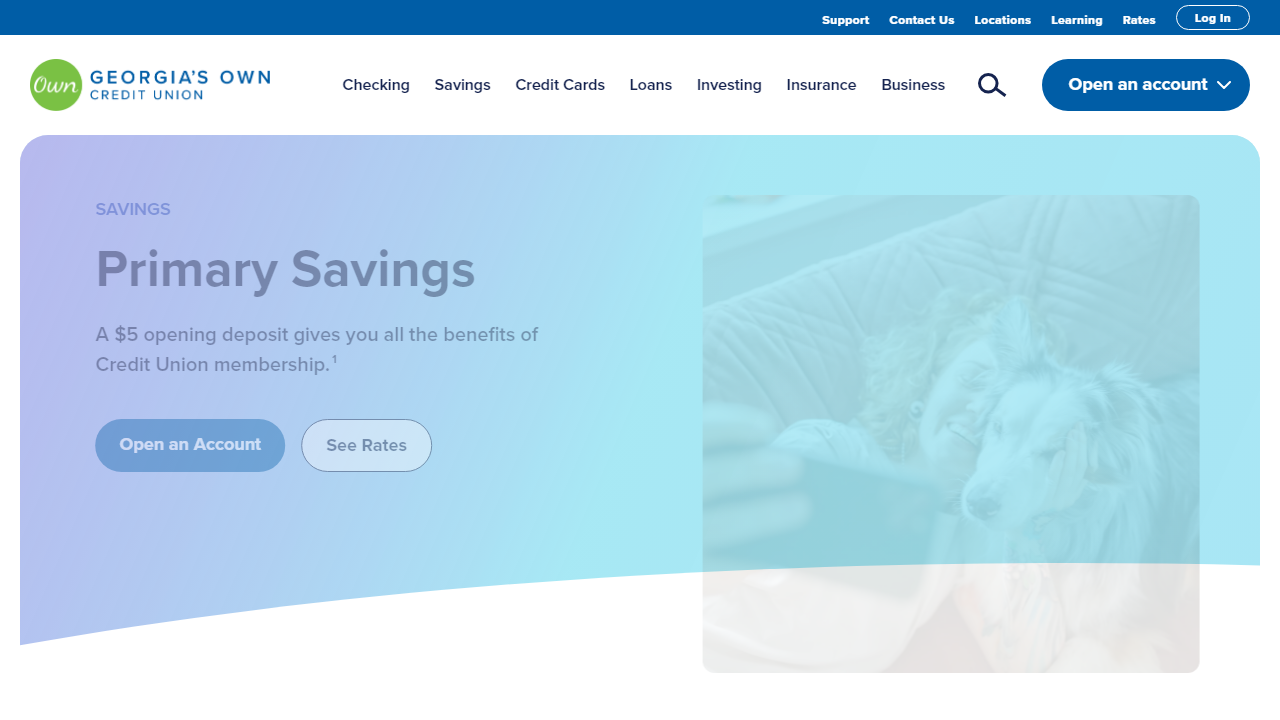 Support Contact Us Locations Learning Rates Log In
Own GEORGIA'S OWN
CREDIT UNION
Checking Savings Credit Cards Loans Investing Insurance Business
Open an account
SAVINGS
Primary Savings
A $5 opening deposit gives you all the benefits of
Credit Union membership.¹
Open an Account See Rates